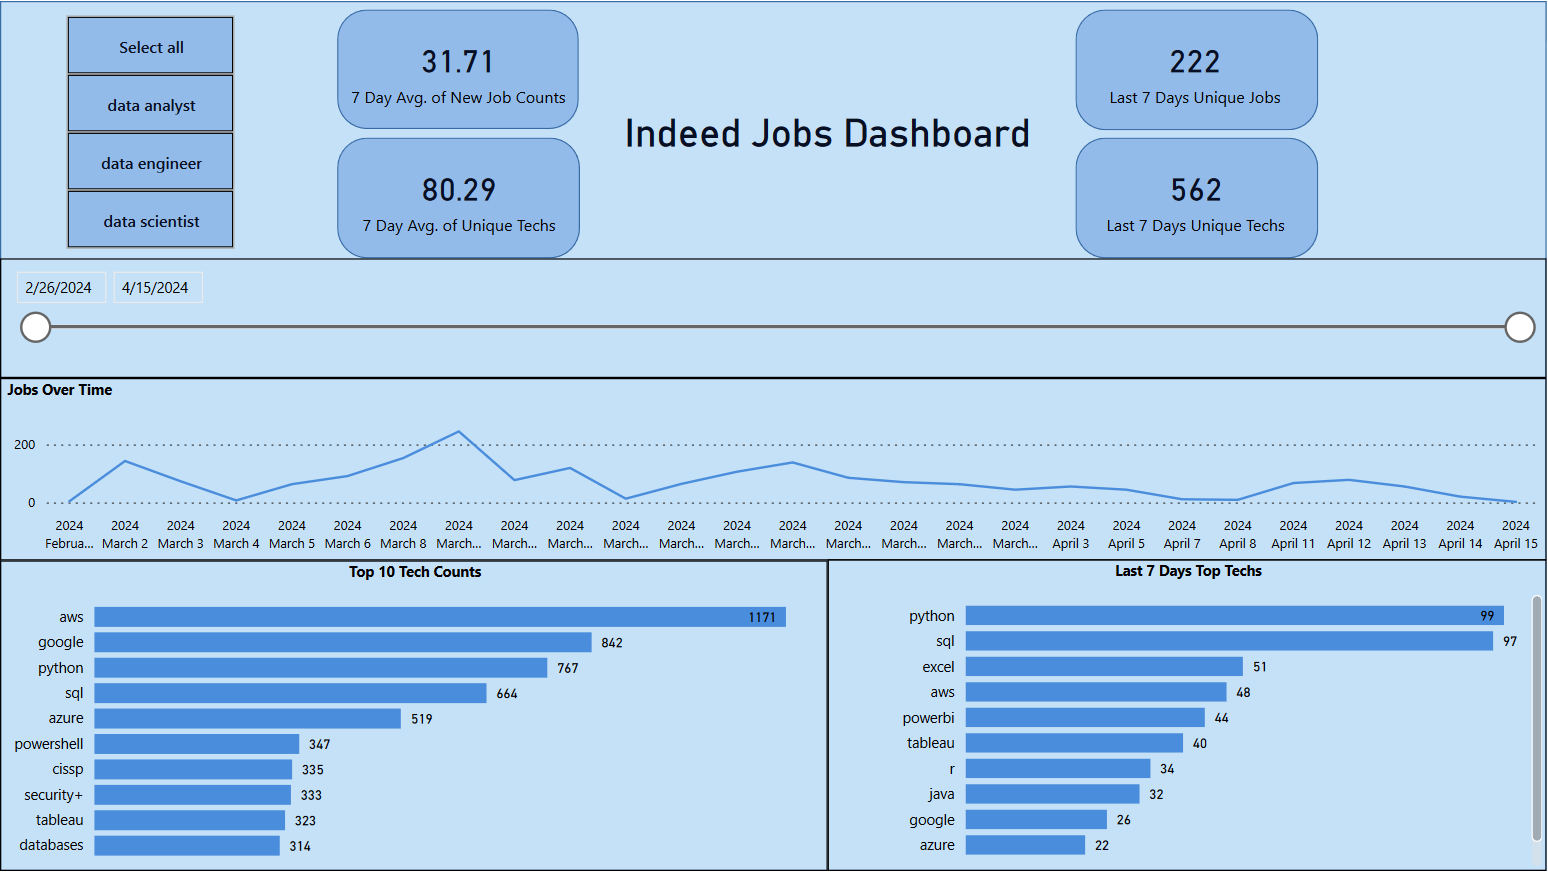 Select all
data analyst
data engineer
data scientist
31.71
7 Day Avg. of New Job Counts
80.29
7 Day Avg. of Unique Techs
Indeed Jobs Dashboard
222
Last 7 Days Unique Jobs
562
Last 7 Days Unique Techs
2/26/2024 4/15/2024
Jobs Over Time
200
0
2024 2024 2024 2024 2024 2024 2024 2024 2024 2024 2024 2024 2024 2024 2024 2024 2024 2024 2024 2024 2024 2024 2024 2024 2024 2024 2024
Februa... March 2 March 3 March 4 March 5 March 6 March 8 March... March... March... March... March... March... March... March... March... March... March... April 3 April 5 April 7 April 8 April 11 April 12 April 13 April 14 April 15
Top 10 Tech Counts
aws 1171
google 842
python 767
sql 664
azure 519
powershell 347
cissp 335
security+ 333
tableau 323
databases 314
Last 7 Days Top Techs
python 99
sql 97
excel 51
aws 48
powerbi 44
tableau 40
r 34
java 32
google 26
azure 22